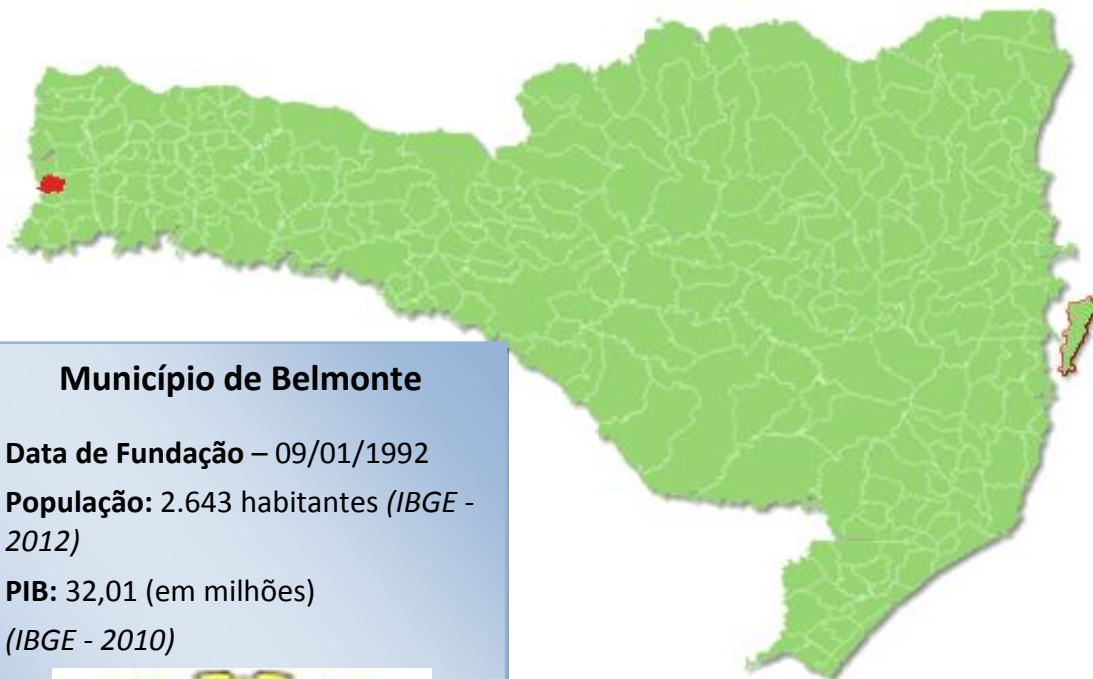 Município de Belmonte
Data de Fundação – 09/01/1992
População: 2.643 habitantes (IBGE -
2012)
PIB: 32,01 (em milhões)
(IBGE - 2010)